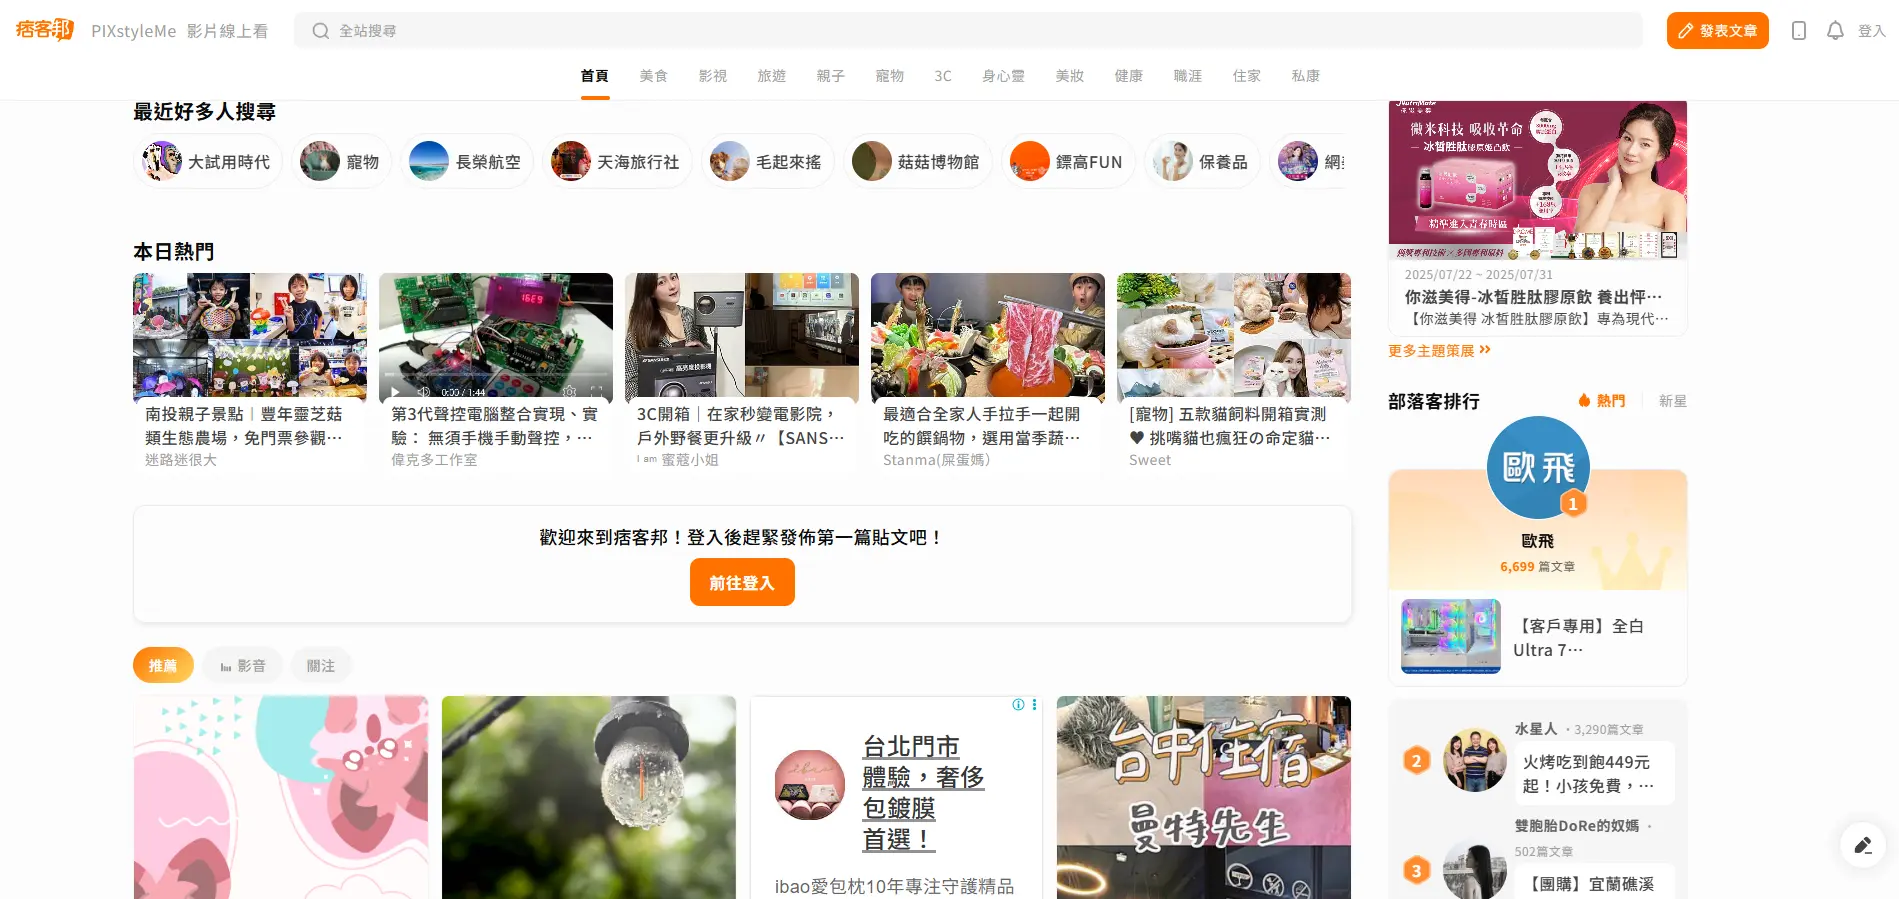 痞客邦 PIXstyleMe 影片線上看 全站搜尋 發表文章 登入
首頁 美食 影視 旅遊 親子 寵物 3C 身心靈 美妝 健康 職涯 住家 私康
最近好多人搜尋
大試用時代 寵物 長榮航空 天海旅行社 毛起來搖 菇菇博物館 鏢高FUN 保養品
微米科技 吸收革命
冰皙胜肽膠原姬凸飲
精準進入青春時區
2025/07/22 ~ 2025/07/31
你滋美得-冰皙胜肽膠原飲 養出怦…
【你滋美得 冰皙胜肽膠原飲】專為現代…
更多主題策展
本日熱門
0:00 / 1:44
南投親子景點︱豐年靈芝菇
類生態農場，免門票參觀…
迷路迷很大
第3代聲控電腦整合實現、實
驗： 無須手機手動聲控，…
偉克多工作室
高亮度投影機
3C開箱｜在家秒變電影院，
戶外野餐更升級〃【SANS…
I am 蜜蔻小姐
最適合全家人手拉手一起開
吃的饌鍋物，選用當季蔬…
Stanma(屎蛋媽)
[寵物] 五款貓飼料開箱實測
♥ 挑嘴貓也瘋狂の命定貓…
Sweet
歡迎來到痞客邦！登入後趕緊發佈第一篇貼文吧！
前往登入
部落客排行 熱門 新星
歐飛
1
歐飛
6,699 篇文章
【客戶專用】全白
Ultra 7…
2
水星人 ・3,290篇文章
火烤吃到飽449元
起！小孩免費，…
3
雙胞胎DoRe的奴媽 ・
502篇文章
【團購】宜蘭礁溪
推薦 影音 關注
台北門市
體驗，奢侈
包鍍膜
首選！
ibao愛包枕10年專注守護精品
台中住宿
曼特先生